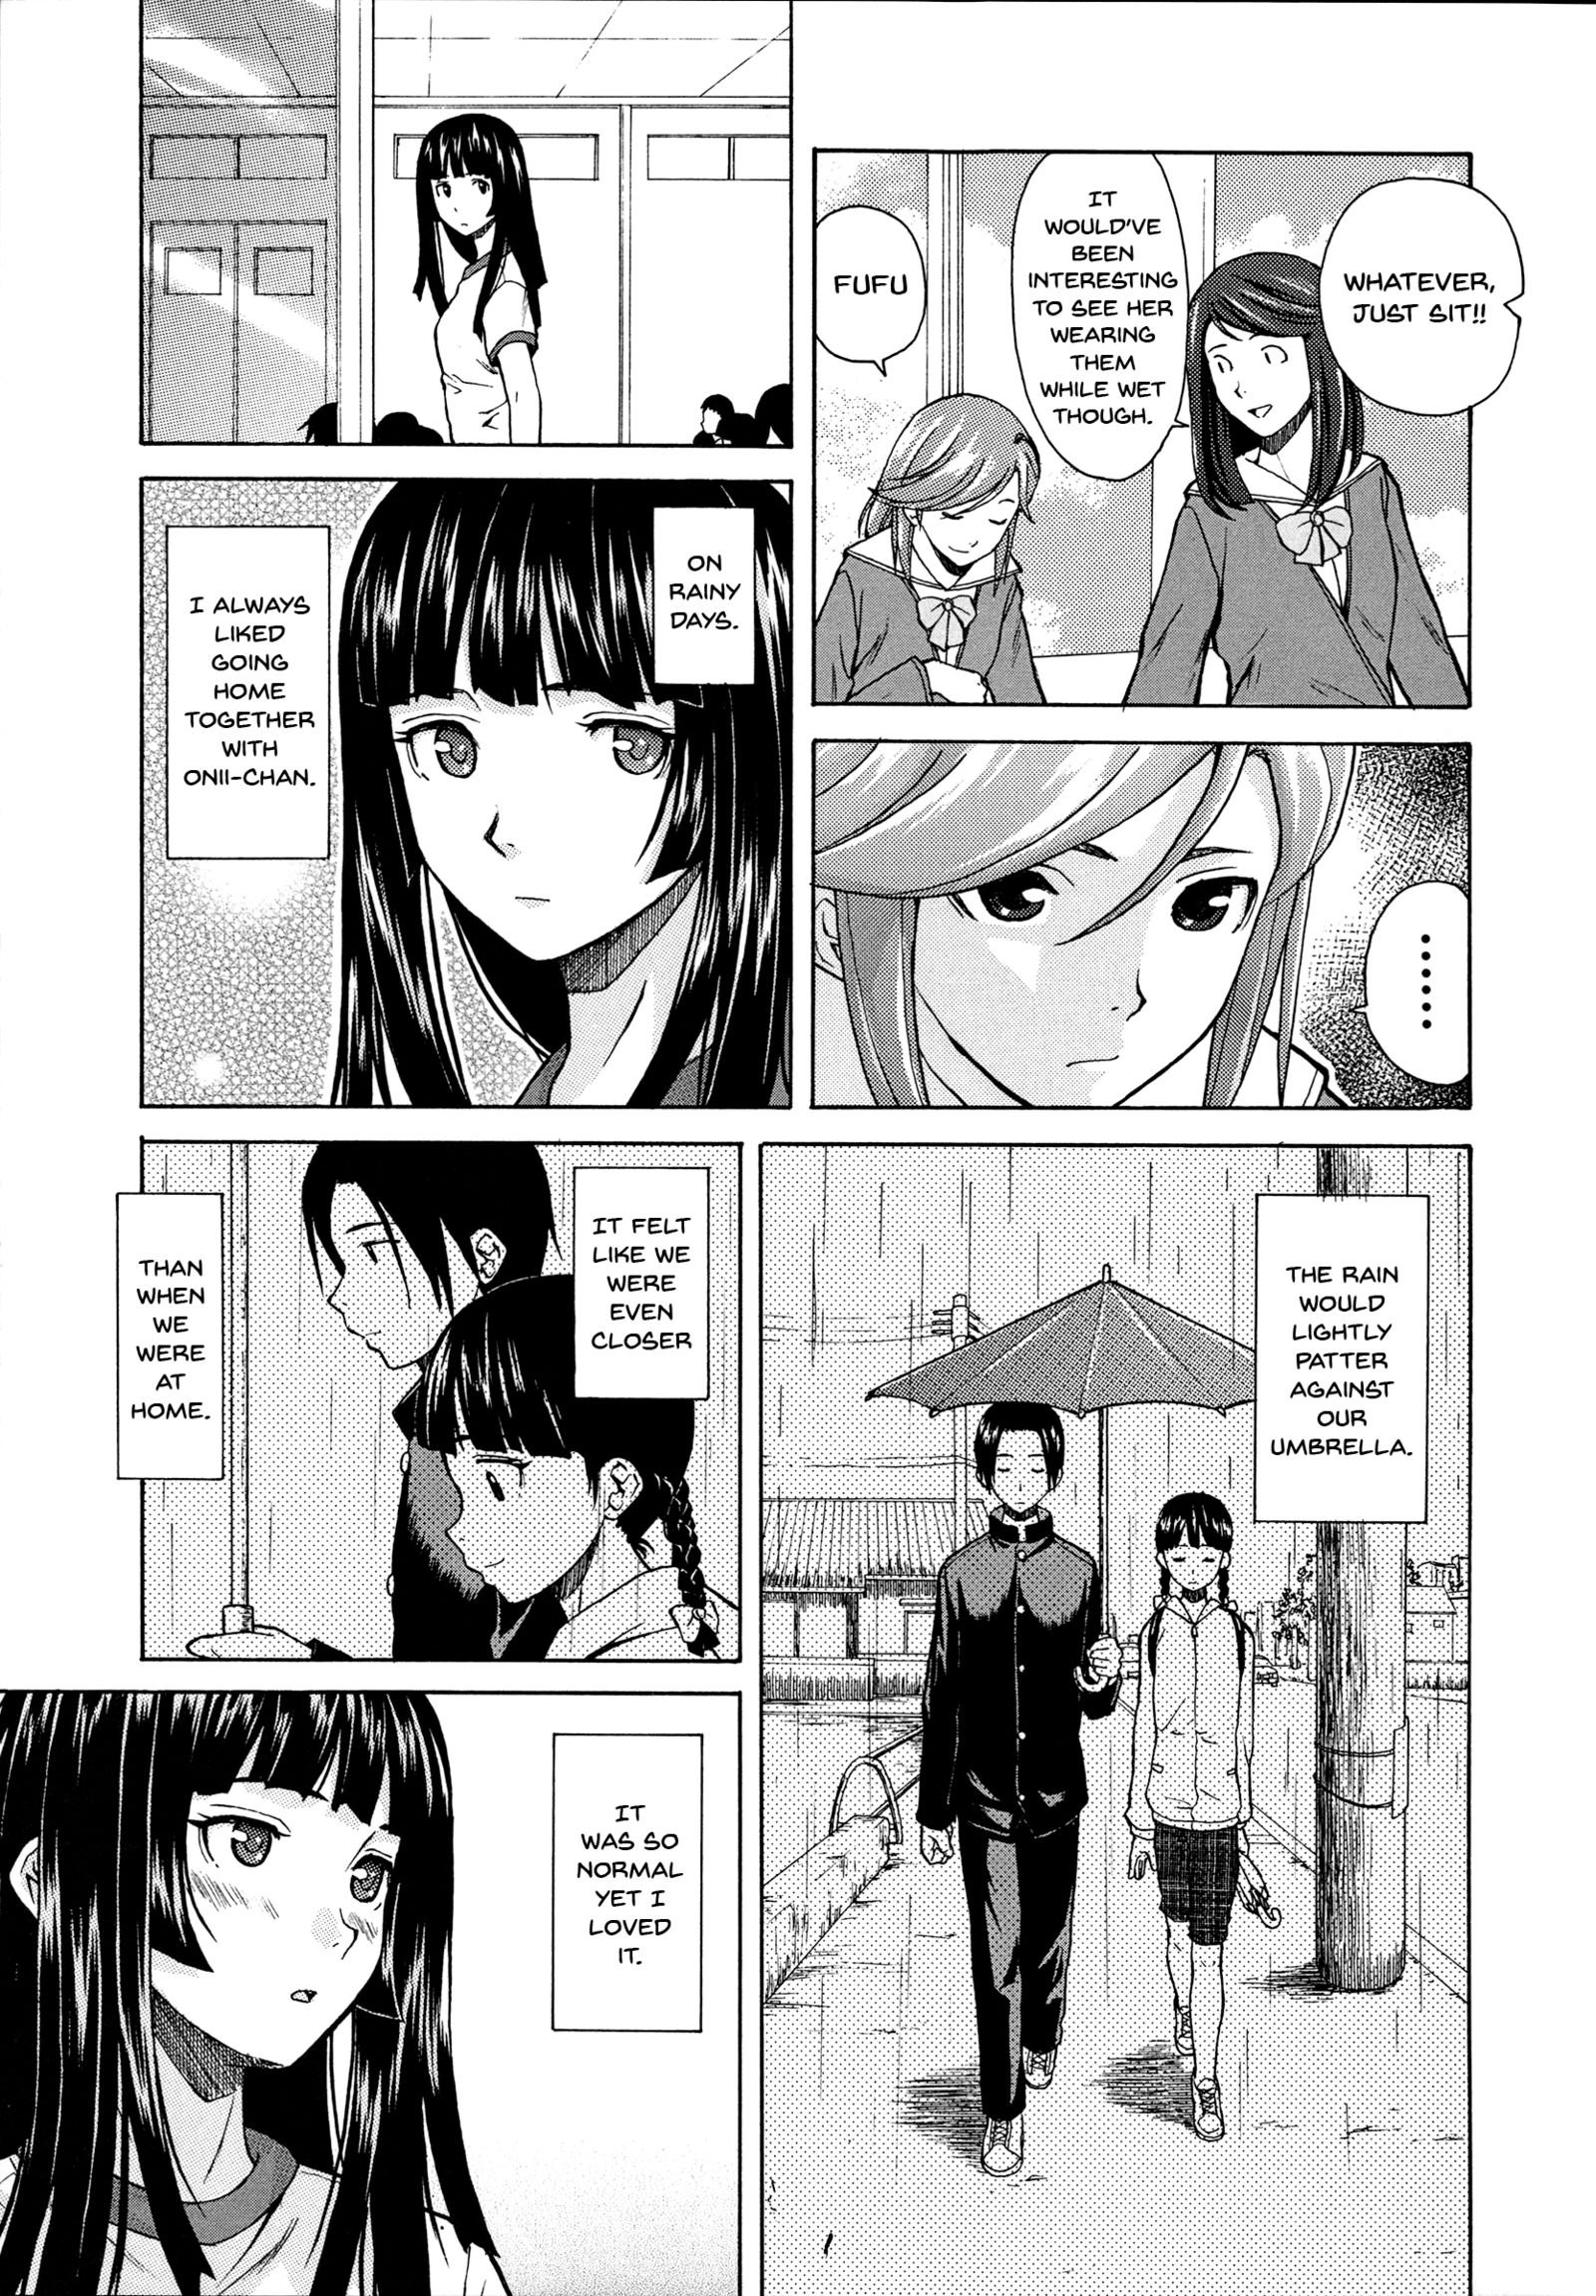 WHATEVER,
JUST SIT!!
IT
WOULD'VE
BEEN
INTERESTING
TO SEE HER
WEARING
THEM
WHILE WET
THOUGH.
FUFU
......
ON
RAINY
DAYS.
I ALWAYS
LIKED
GOING
HOME
TOGETHER
WITH
ONII-CHAN.
THE RAIN
WOULD
LIGHTLY
PATTER
AGAINST
OUR
UMBRELLA.
IT FELT
LIKE WE
WERE
EVEN
CLOSER
THAN
WHEN
WE
WERE
AT
HOME.
IT
WAS SO
NORMAL
YET I
LOVED
IT.